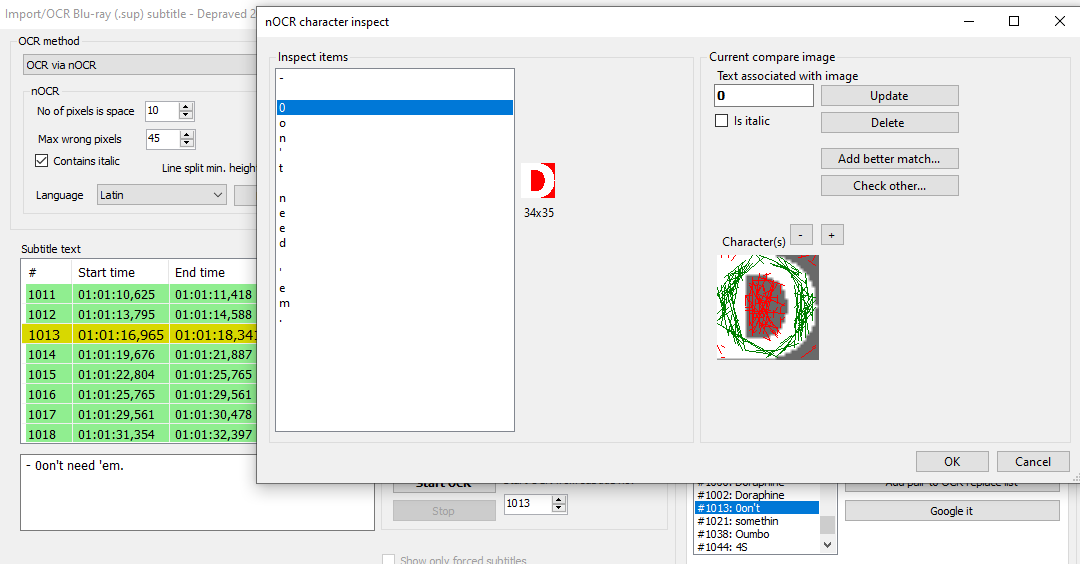 Import/OCR Blu-ray (.sup) subtitle - Depraved 2
OCR method
OCR via nOCR
nOCR
No of pixels is space 10
Max wrong pixels 45
Contains italic
Line split min. height
Language Latin
Subtitle text
# Start time End time
1011 01:01:10,625 01:01:11,418
1012 01:01:13,795 01:01:14,588
1013 01:01:16,965 01:01:18,341
1014 01:01:19,676 01:01:21,887
1015 01:01:22,804 01:01:25,765
1016 01:01:25,765 01:01:29,561
1017 01:01:29,561 01:01:30,478
1018 01:01:31,354 01:01:32,397
- 0on't need 'em.
nOCR character inspect
Inspect items
-
0
o
n
'
t
n
e
e
d
'
e
m
.
D
34x35
Current compare image
Text associated with image
0
Update
Is italic
Delete
Add better match...
Check other...
Character(s) - +
OK
Cancel
Start OCR
Stop
1013
Show only forced subtitles
#1000: Doraphine
#1002: Doraphine
#1013: 0on't
#1021: somethin
#1038: Oumbo
#1044: 4S
Add pair to OCR replace list
Google it